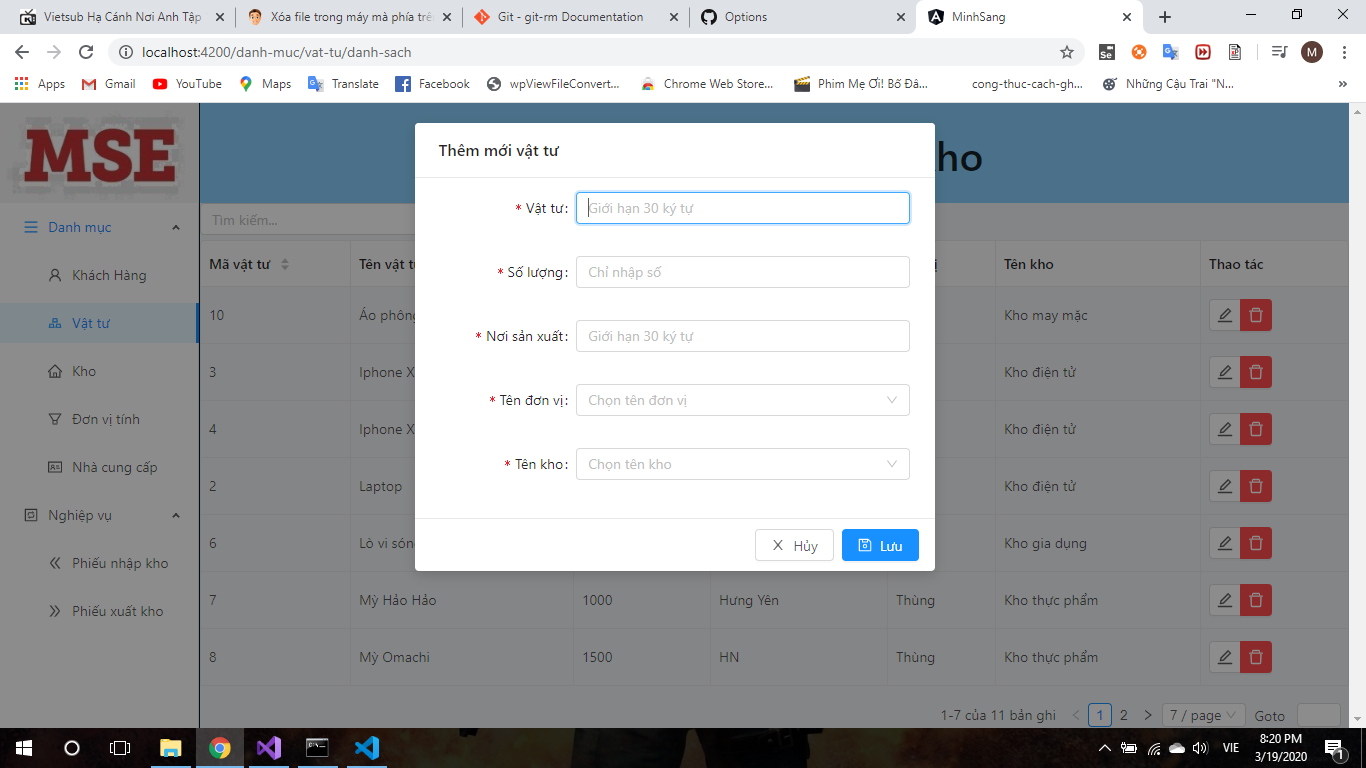 Vietsub Hạ Cánh Nơi Anh Tập
Xóa file trong máy mà phía trê
Git - git-rm Documentation
Options
MinhSang
localhost:4200/danh-muc/vat-tu/danh-sach
M
Apps
Gmail
YouTube
Maps
Translate
Facebook
wpViewFileConvert...
Chrome Web Store...
Phim Mẹ Ơi! Bố Đâ...
cong-thuc-cach-gh...
Những Cậu Trai "N...
MSE
ho
Danh mục
Khách Hàng
Vật tư
Kho
Đơn vị tính
Nhà cung cấp
Nghiệp vụ
Phiếu nhập kho
Phiếu xuất kho
Thêm mới vật tư
* Vật tư: Giới hạn 30 ký tự
* Số lượng: Chỉ nhập số
* Nơi sản xuất: Giới hạn 30 ký tự
* Tên đơn vị: Chọn tên đơn vị
* Tên kho: Chọn tên kho
Hủy
Lưu
Tìm kiếm...
Mã vật tư Tên vật tư Tên kho Thao tác
10 Áo phông Kho may mặc
3 Iphone X Kho điện tử
4 Iphone X Kho điện tử
2 Laptop Kho điện tử
6 Lò vi sóng Kho gia dụng
7 Mỳ Hảo Hảo 1000 Hưng Yên Thùng Kho thực phẩm
8 Mỳ Omachi 1500 HN Thùng Kho thực phẩm
1-7 của 11 bản ghi 1 2 7 / page Goto
VIE
8:20 PM
3/19/2020
1